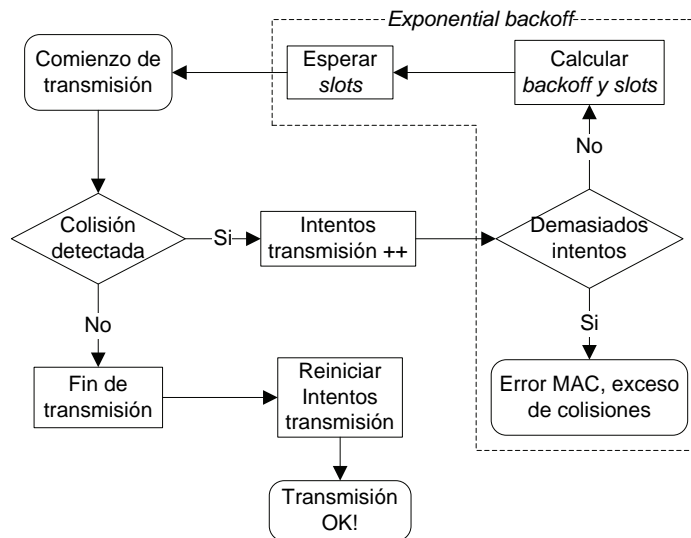 Exponential backoff
Comienzo de
transmisión
Esperar
slots
Calcular
backoff y slots
No
Colisión
detectada
Si
Intentos
transmisión ++
Demasiados
intentos
No
Si
Fin de
transmisión
Reiniciar
Intentos
transmisión
Error MAC, exceso
de colisiones
Transmisión
OK!